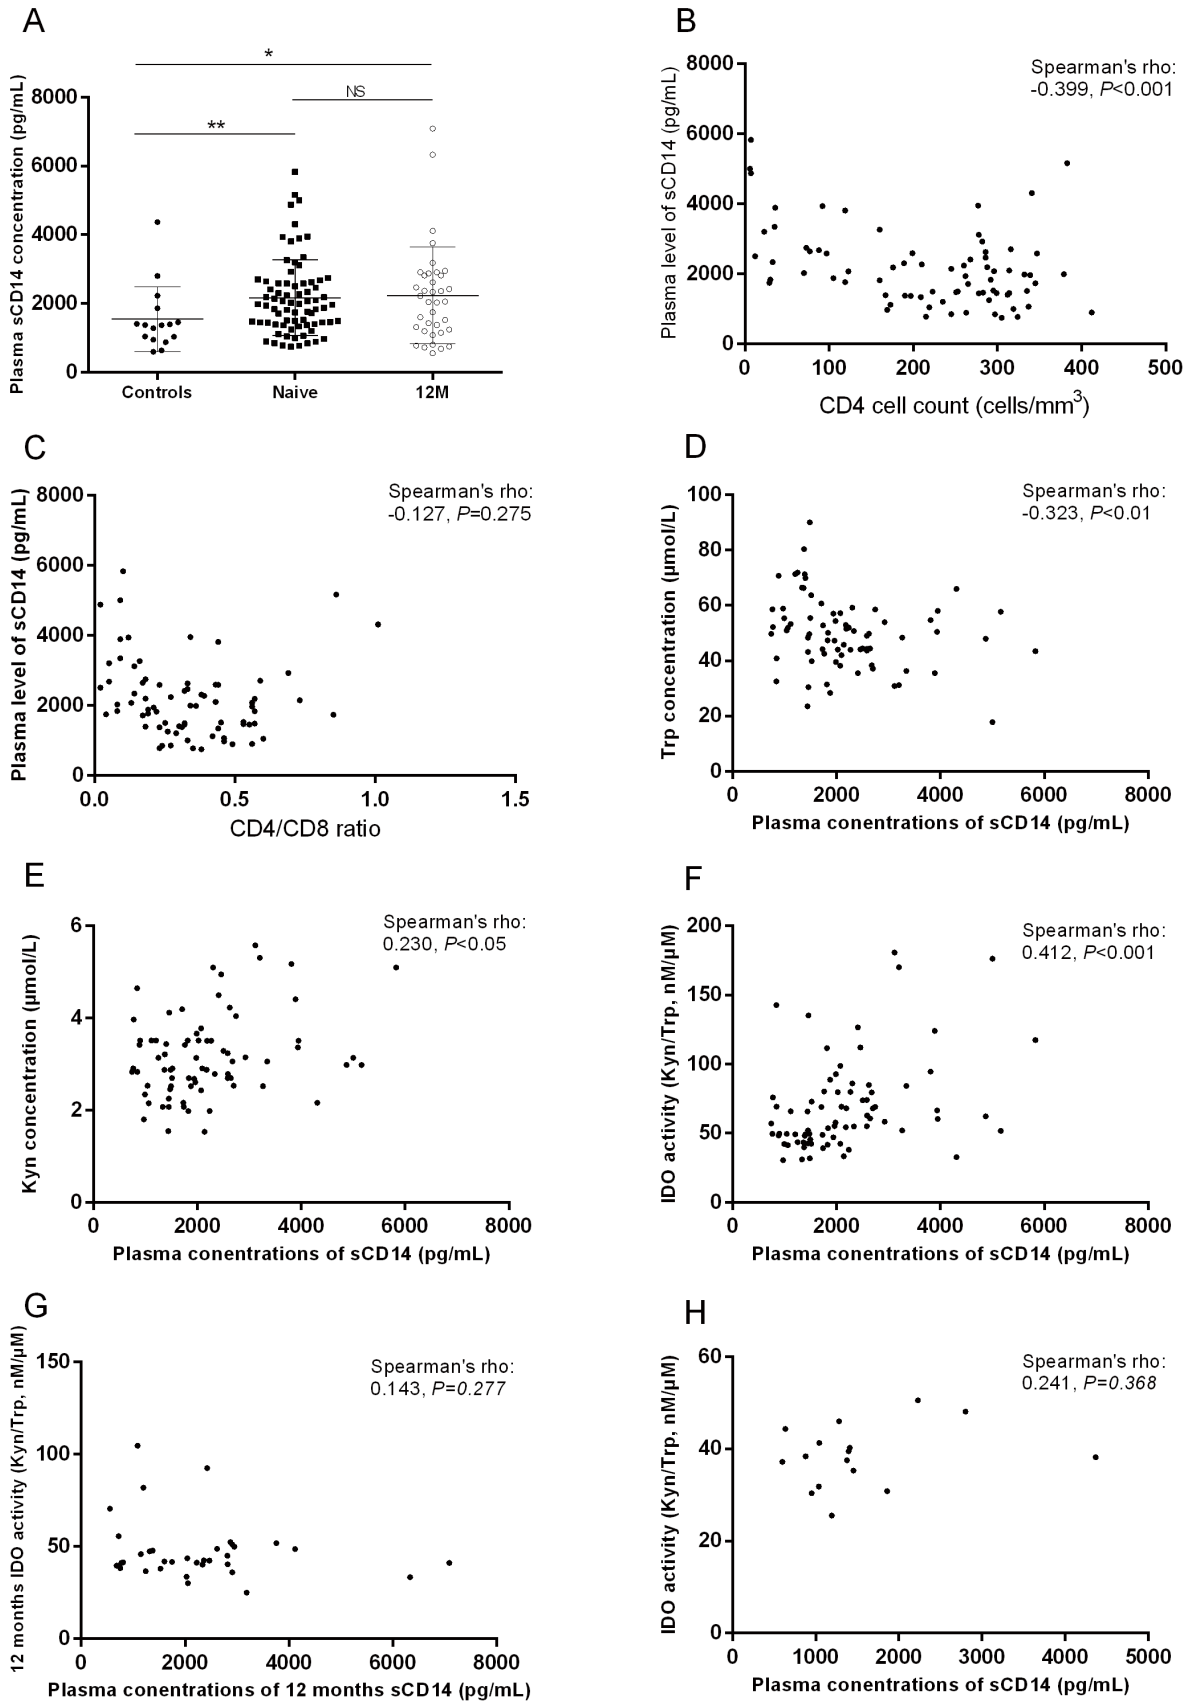 A
Plasma sCD14 concentration (pg/mL)
*
NS
**
8000
6000
4000
2000
0
Controls Naive 12M
B
Plasma level of sCD14 (pg/mL)
Spearman's rho:
-0.399, P<0.001
8000
6000
4000
2000
0
0 100 200 300 400 500
CD4 cell count (cells/mm3)
C
Plasma level of sCD14 (pg/mL)
Spearman's rho:
-0.127, P=0.275
8000
6000
4000
2000
0
0.0 0.5 1.0 1.5
CD4/CD8 ratio
D
Trp concentration (µmol/L)
Spearman's rho:
-0.323, P<0.01
100
80
60
40
20
0
0 2000 4000 6000 8000
Plasma conentrations of sCD14 (pg/mL)
E
Kyn concentration (µmol/L)
Spearman's rho:
0.230, P<0.05
6
4
2
0
0 2000 4000 6000 8000
Plasma conentrations of sCD14 (pg/mL)
F
IDO activity (Kyn/Trp, nM/µM)
Spearman's rho:
0.412, P<0.001
200
150
100
50
0
0 2000 4000 6000 8000
Plasma conentrations of sCD14 (pg/mL)
G
12 months IDO activity (Kyn/Trp, nM/µM)
Spearman's rho:
0.143, P=0.277
150
100
50
0
0 2000 4000 6000 8000
Plasma conentrations of 12 months sCD14 (pg/mL)
H
IDO activity (Kyn/Trp, nM/µM)
Spearman's rho:
0.241, P=0.368
60
40
20
0
0 1000 2000 3000 4000 5000
Plasma conentrations of sCD14 (pg/mL)